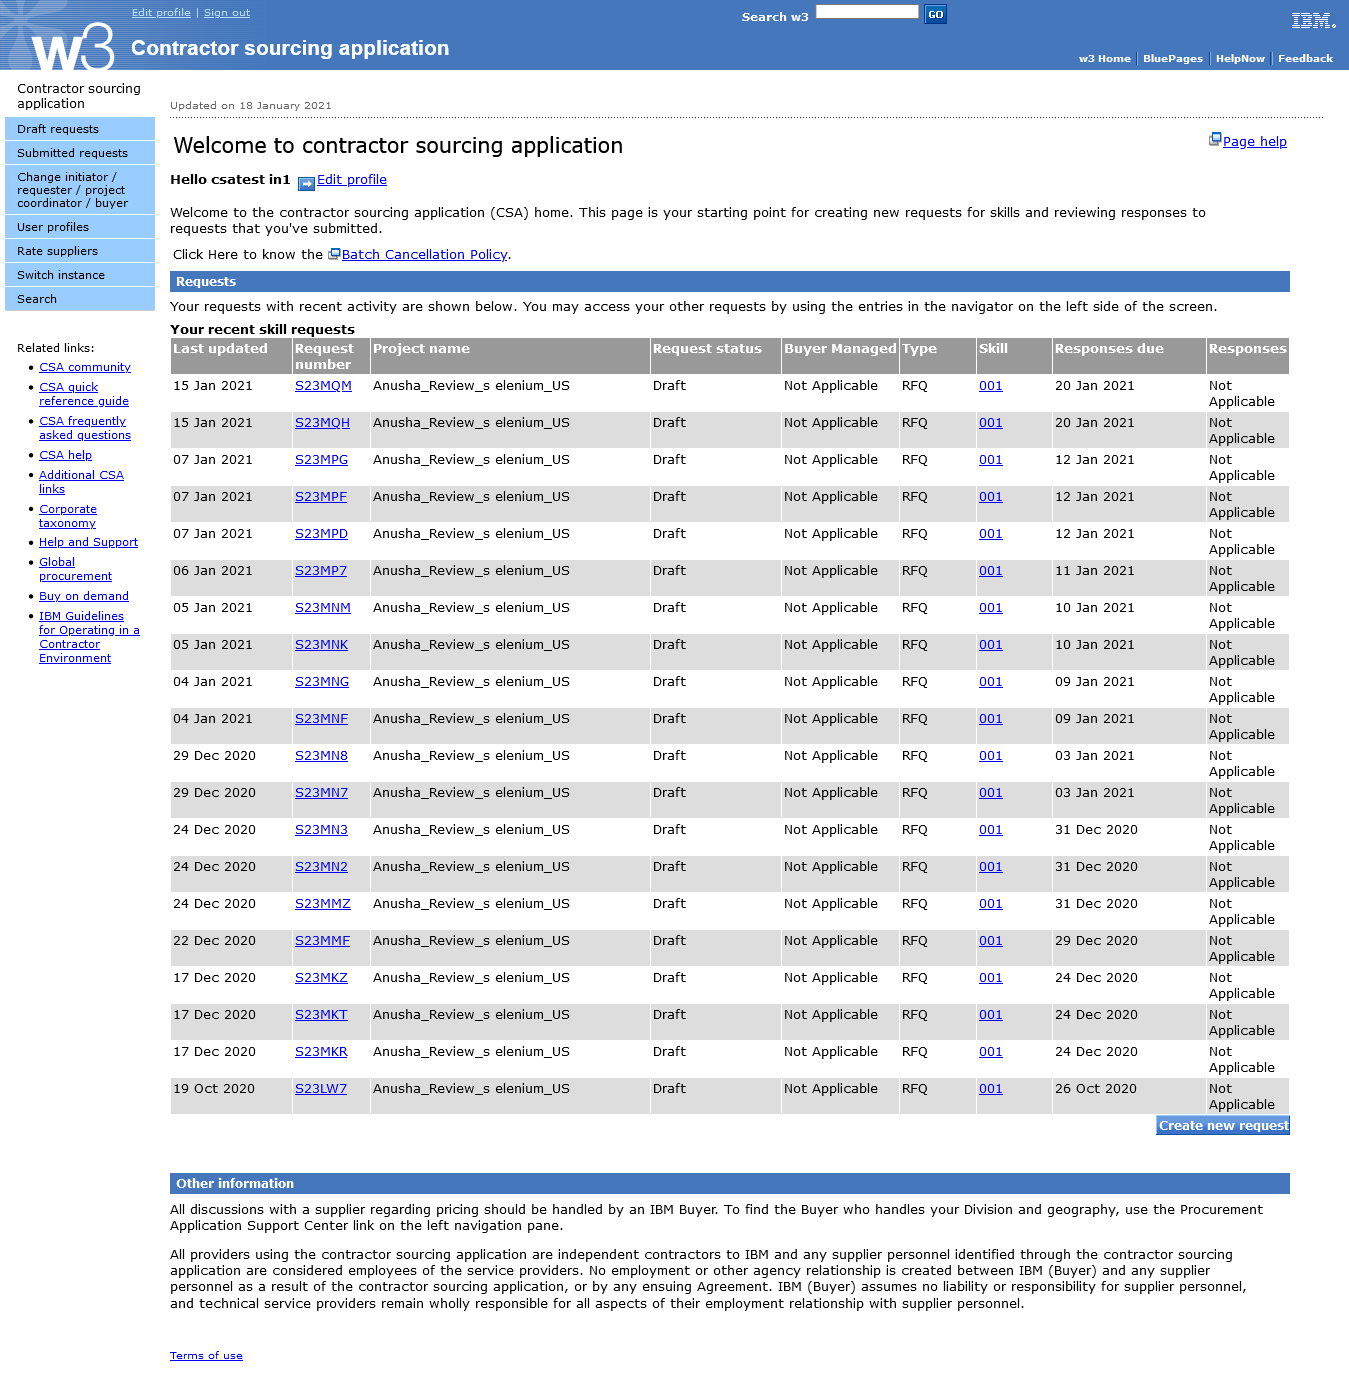 Edit profile | Sign out
Search w3 GO
IBM.
w3 Contractor sourcing application
w3 Home BluePages HelpNow Feedback
Contractor sourcing
application
Draft requests
Submitted requests
Change initiator /
requester / project
coordinator / buyer
User profiles
Rate suppliers
Switch instance
Search
Related links:
CSA community
CSA quick
reference guide
CSA frequently
asked questions
CSA help
Additional CSA
links
Corporate
taxonomy
Help and Support
Global
procurement
Buy on demand
IBM Guidelines
for Operating in a
Contractor
Environment
Updated on 18 January 2021
Welcome to contractor sourcing application
Page help
Hello csatest in1 Edit profile
Welcome to the contractor sourcing application (CSA) home. This page is your starting point for creating new requests for skills and reviewing responses to
requests that you've submitted.
Click Here to know the Batch Cancellation Policy.
Requests
Your requests with recent activity are shown below. You may access your other requests by using the entries in the navigator on the left side of the screen.
Your recent skill requests
Last updated Request number Project name Request status Buyer Managed Type Skill Responses due Responses
15 Jan 2021 S23MQM Anusha_Review_s elenium_US Draft Not Applicable RFQ 001 20 Jan 2021 Not Applicable
15 Jan 2021 S23MQH Anusha_Review_s elenium_US Draft Not Applicable RFQ 001 20 Jan 2021 Not Applicable
07 Jan 2021 S23MPG Anusha_Review_s elenium_US Draft Not Applicable RFQ 001 12 Jan 2021 Not Applicable
07 Jan 2021 S23MPF Anusha_Review_s elenium_US Draft Not Applicable RFQ 001 12 Jan 2021 Not Applicable
07 Jan 2021 S23MPD Anusha_Review_s elenium_US Draft Not Applicable RFQ 001 12 Jan 2021 Not Applicable
06 Jan 2021 S23MP7 Anusha_Review_s elenium_US Draft Not Applicable RFQ 001 11 Jan 2021 Not Applicable
05 Jan 2021 S23MNM Anusha_Review_s elenium_US Draft Not Applicable RFQ 001 10 Jan 2021 Not Applicable
05 Jan 2021 S23MNK Anusha_Review_s elenium_US Draft Not Applicable RFQ 001 10 Jan 2021 Not Applicable
04 Jan 2021 S23MNG Anusha_Review_s elenium_US Draft Not Applicable RFQ 001 09 Jan 2021 Not Applicable
04 Jan 2021 S23MNF Anusha_Review_s elenium_US Draft Not Applicable RFQ 001 09 Jan 2021 Not Applicable
29 Dec 2020 S23MN8 Anusha_Review_s elenium_US Draft Not Applicable RFQ 001 03 Jan 2021 Not Applicable
29 Dec 2020 S23MN7 Anusha_Review_s elenium_US Draft Not Applicable RFQ 001 03 Jan 2021 Not Applicable
24 Dec 2020 S23MN3 Anusha_Review_s elenium_US Draft Not Applicable RFQ 001 31 Dec 2020 Not Applicable
24 Dec 2020 S23MN2 Anusha_Review_s elenium_US Draft Not Applicable RFQ 001 31 Dec 2020 Not Applicable
24 Dec 2020 S23MMZ Anusha_Review_s elenium_US Draft Not Applicable RFQ 001 31 Dec 2020 Not Applicable
22 Dec 2020 S23MMF Anusha_Review_s elenium_US Draft Not Applicable RFQ 001 29 Dec 2020 Not Applicable
17 Dec 2020 S23MKZ Anusha_Review_s elenium_US Draft Not Applicable RFQ 001 24 Dec 2020 Not Applicable
17 Dec 2020 S23MKT Anusha_Review_s elenium_US Draft Not Applicable RFQ 001 24 Dec 2020 Not Applicable
17 Dec 2020 S23MKR Anusha_Review_s elenium_US Draft Not Applicable RFQ 001 24 Dec 2020 Not Applicable
19 Oct 2020 S23LW7 Anusha_Review_s elenium_US Draft Not Applicable RFQ 001 26 Oct 2020 Not Applicable
Create new request
Other information
All discussions with a supplier regarding pricing should be handled by an IBM Buyer. To find the Buyer who handles your Division and geography, use the Procurement
Application Support Center link on the left navigation pane.
All providers using the contractor sourcing application are independent contractors to IBM and any supplier personnel identified through the contractor sourcing
application are considered employees of the service providers. No employment or other agency relationship is created between IBM (Buyer) and any supplier
personnel as a result of the contractor sourcing application, or by any ensuing Agreement. IBM (Buyer) assumes no liability or responsibility for supplier personnel,
and technical service providers remain wholly responsible for all aspects of their employment relationship with supplier personnel.
Terms of use